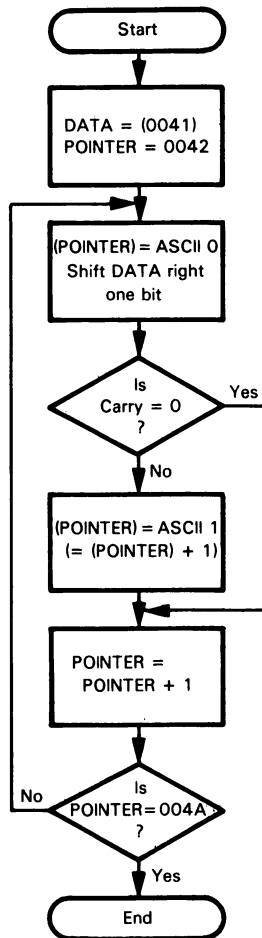 Start
DATA = (0041)
POINTER = 0042
(POINTER) = ASCII 0
Shift DATA right
one bit
Is
Carry = 0
?
Yes
No
(POINTER) = ASCII 1
(= (POINTER) + 1)
POINTER =
POINTER + 1
Is
POINTER = 004A
?
No
Yes
End